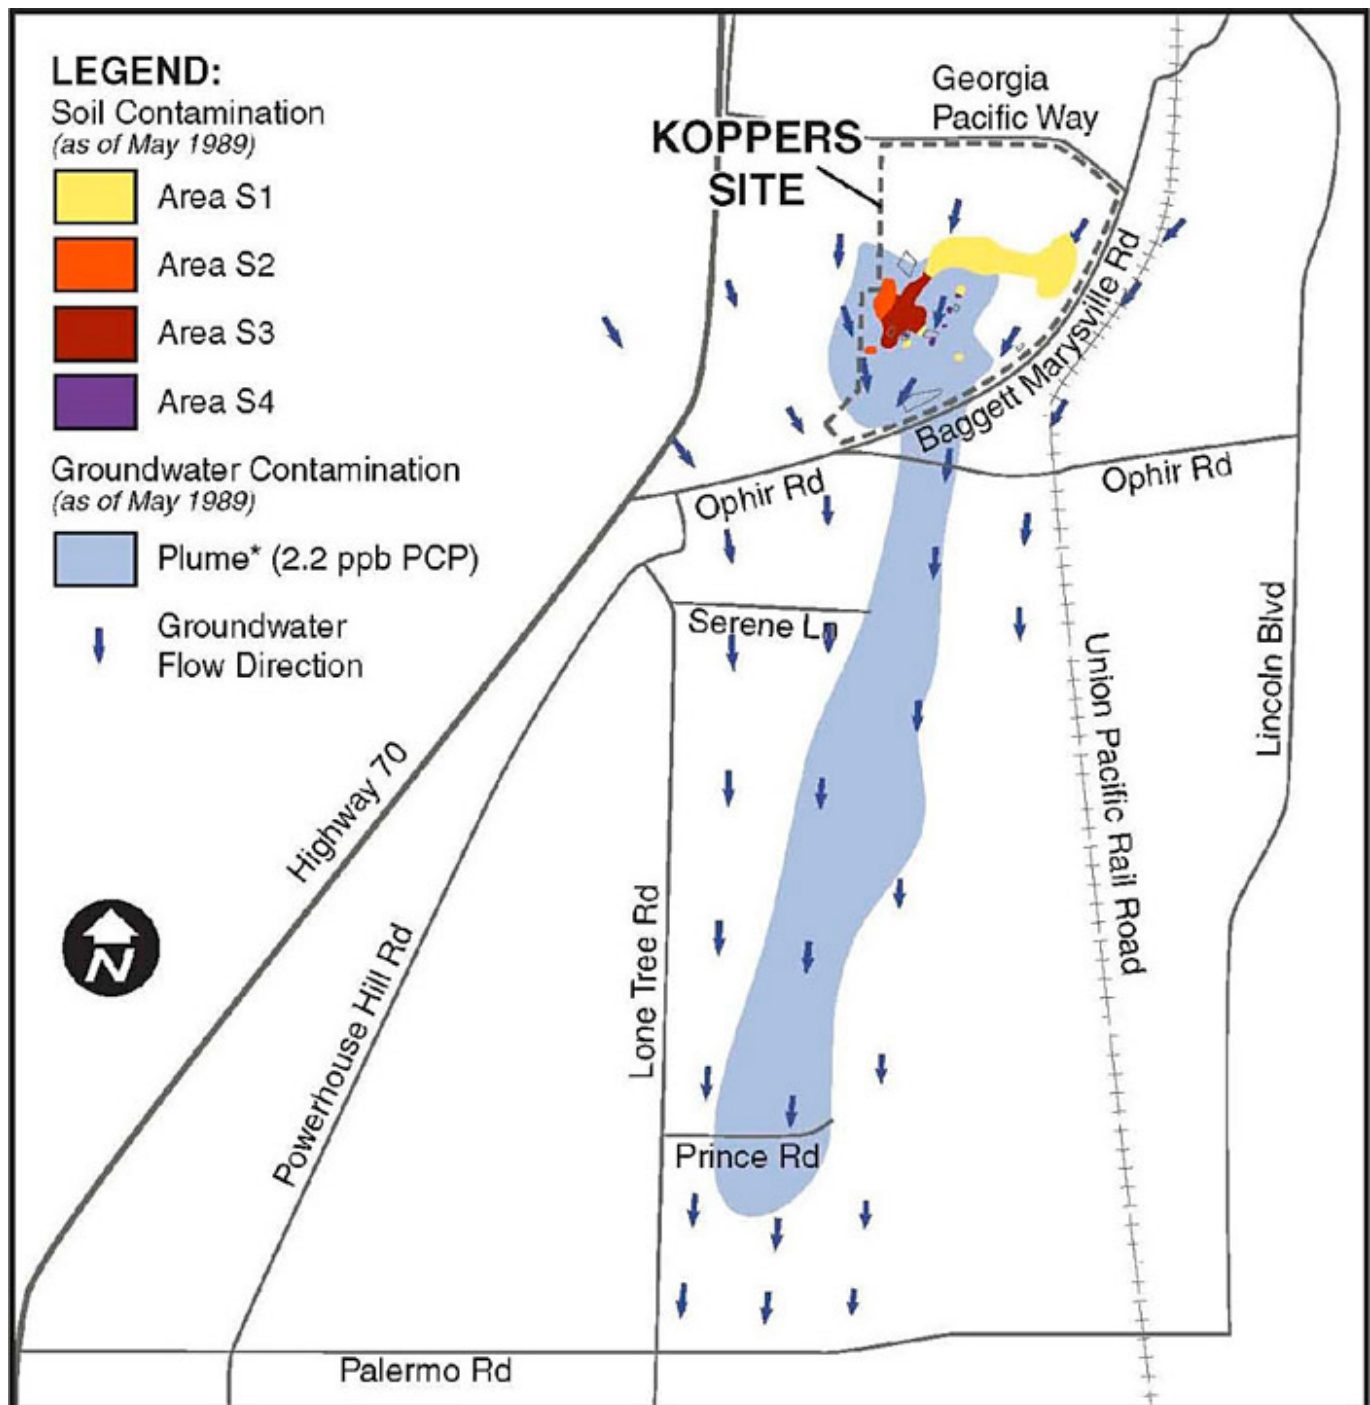 LEGEND:
Soil Contamination
(as of May 1989)
Area S1
Area S2
Area S3
Area S4
Groundwater Contamination
(as of May 1989)
Plume* (2.2 ppb PCP)
Groundwater
Flow Direction
Georgia
Pacific Way
KOPPERS
SITE
Baggett Marysville Rd
Ophir Rd
Ophir Rd
Serene Ln
Union Pacific Rail Road
Lincoln Blvd
Highway 70
Powerhouse Hill Rd
Lone Tree Rd
N
Prince Rd
Palermo Rd